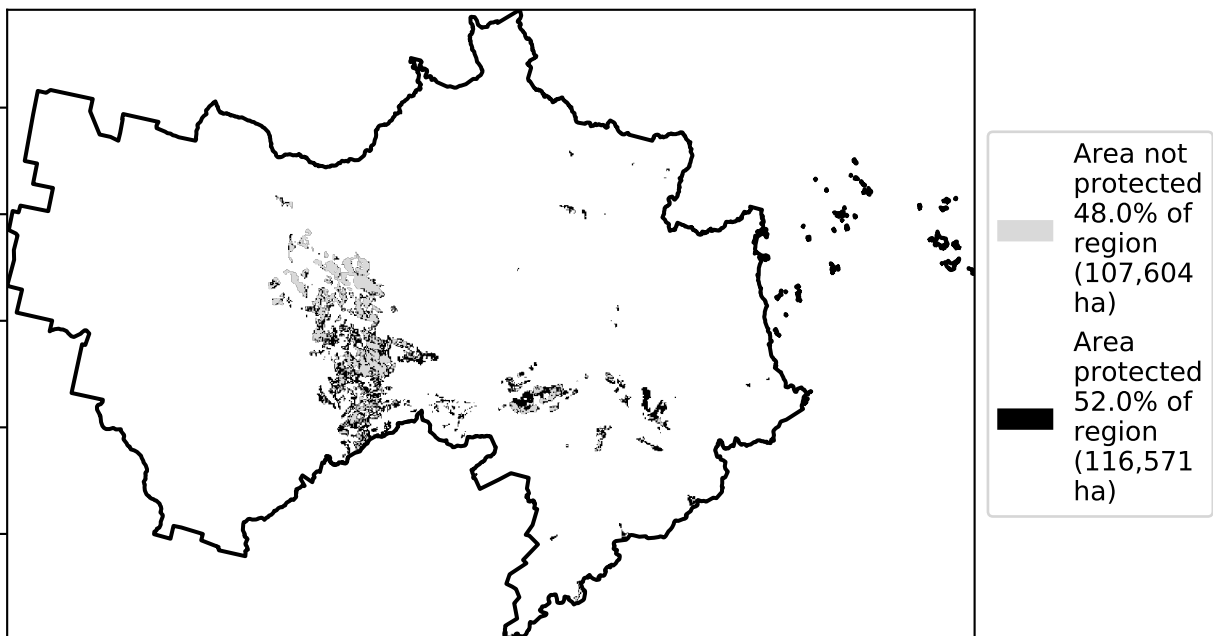 Area not
protected
48.0% of
region
(107,604
ha)
Area
protected
52.0% of
region
(116,571
ha)